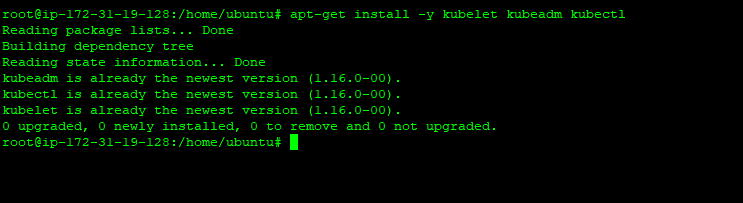 root@ip-172-31-19-128:/home/ubuntu# apt-get install -y kubelet kubeadm kubectl
Reading package lists... Done
Building dependency tree
Reading state information... Done
kubeadm is already the newest version (1.16.0-00).
kubectl is already the newest version (1.16.0-00).
kubelet is already the newest version (1.16.0-00).
0 upgraded, 0 newly installed, 0 to remove and 0 not upgraded.
root@ip-172-31-19-128:/home/ubuntu#